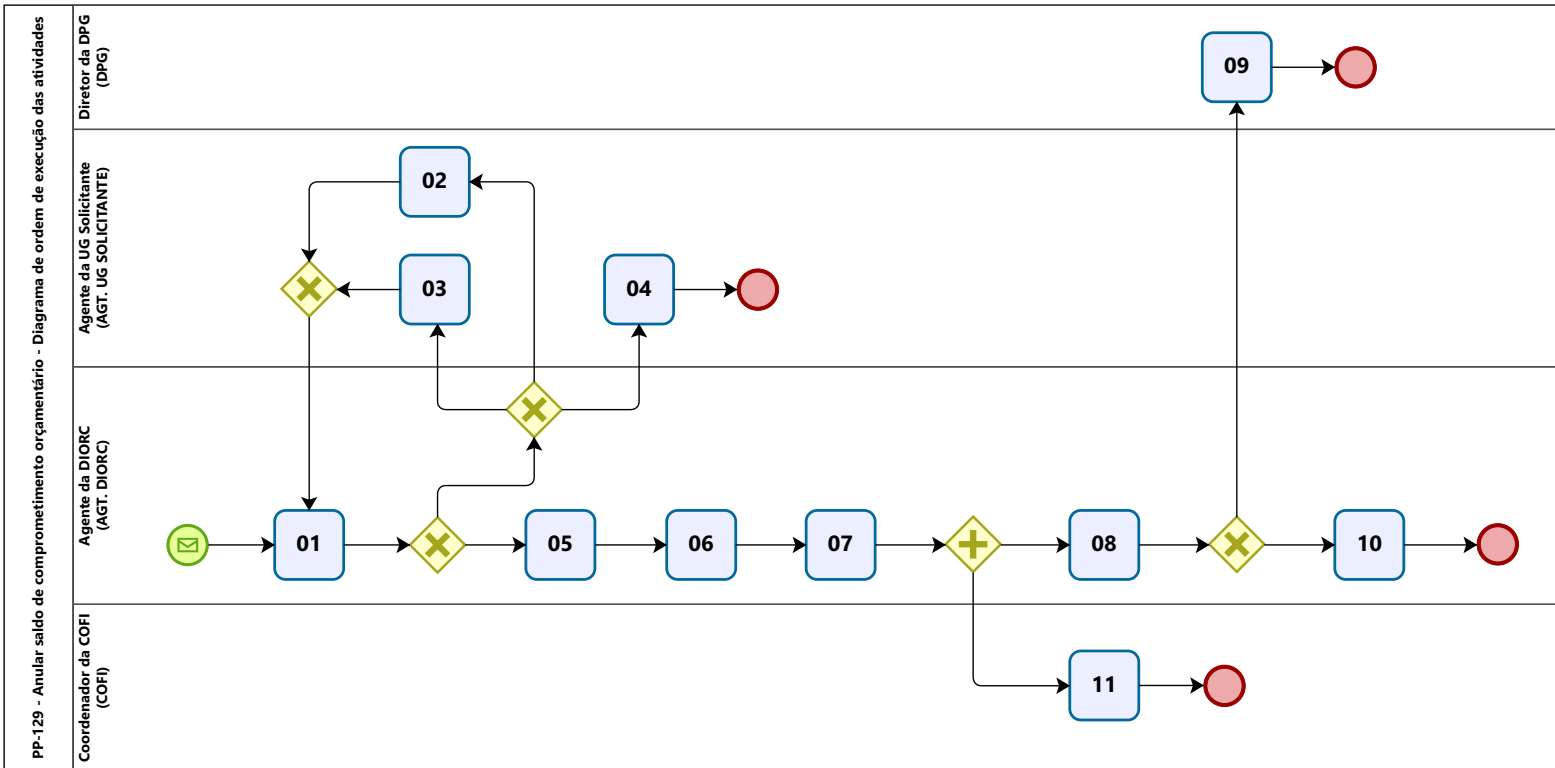 PP-129 - Anular saldo de comprometimento orçamentário - Diagrama de ordem de execução das atividades
Diretor da DPG
(DPG)
09
Agente da UG Solicitante
(AGT. UG SOLICITANTE)
02
03
04
Agente da DIORC
(AGT. DIORC)
01
05
06
07
08
10
Coordenador da COFI
(COFI)
11